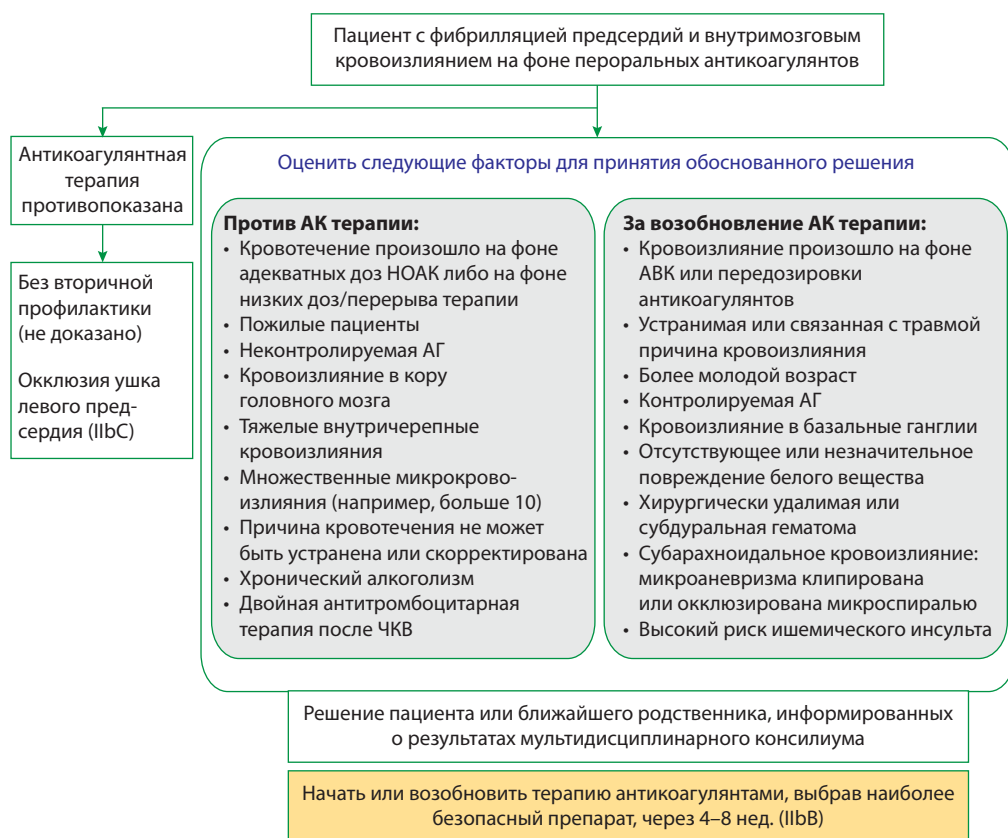 Пациент с фибрилляцией предсердий и внутримозговым
кровоизлиянием на фоне пероральных антикоагулянтов
Антикоагулянтная
терапия
противопоказана
Без вторичной
профилактики
(не доказано)
Окклюзия ушка
левого пред-
сердия (IIbC)
Оценить следующие факторы для принятия обоснованного решения
Против АК терапии:
• Кровотечение произошло на фоне
адекватных доз НОАК либо на фоне
низких доз/перерыва терапии
• Пожилые пациенты
• Неконтролируемая АГ
• Кровоизлияние в кору
головного мозга
• Тяжелые внутричерепные
кровоизлияния
• Множественные микрокрово-
излияния (например, больше 10)
• Причина кровотечения не может
быть устранена или скорректирована
• Хронический алкоголизм
• Двойная антитромбоцитарная
терапия после ЧКВ
За возобновление АК терапии:
• Кровоизлияние произошло на фоне
АВК или передозировки
антикоагулянтов
• Устранимая или связанная с травмой
причина кровоизлияния
• Более молодой возраст
• Контролируемая АГ
• Кровоизлияние в базальные ганглии
• Отсутствующее или незначительное
повреждение белого вещества
• Хирургически удалимая или
субдуральная гематома
• Субарахноидальное кровоизлияние:
микроаневризма клипирована
или окклюзирована микроспиралью
• Высокий риск ишемического инсульта
Решение пациента или ближайшего родственника, информированных
о результатах мультидисциплинарного консилиума
Начать или возобновить терапию антикоагулянтами, выбрав наиболее
безопасный препарат, через 4–8 нед. (IIbB)